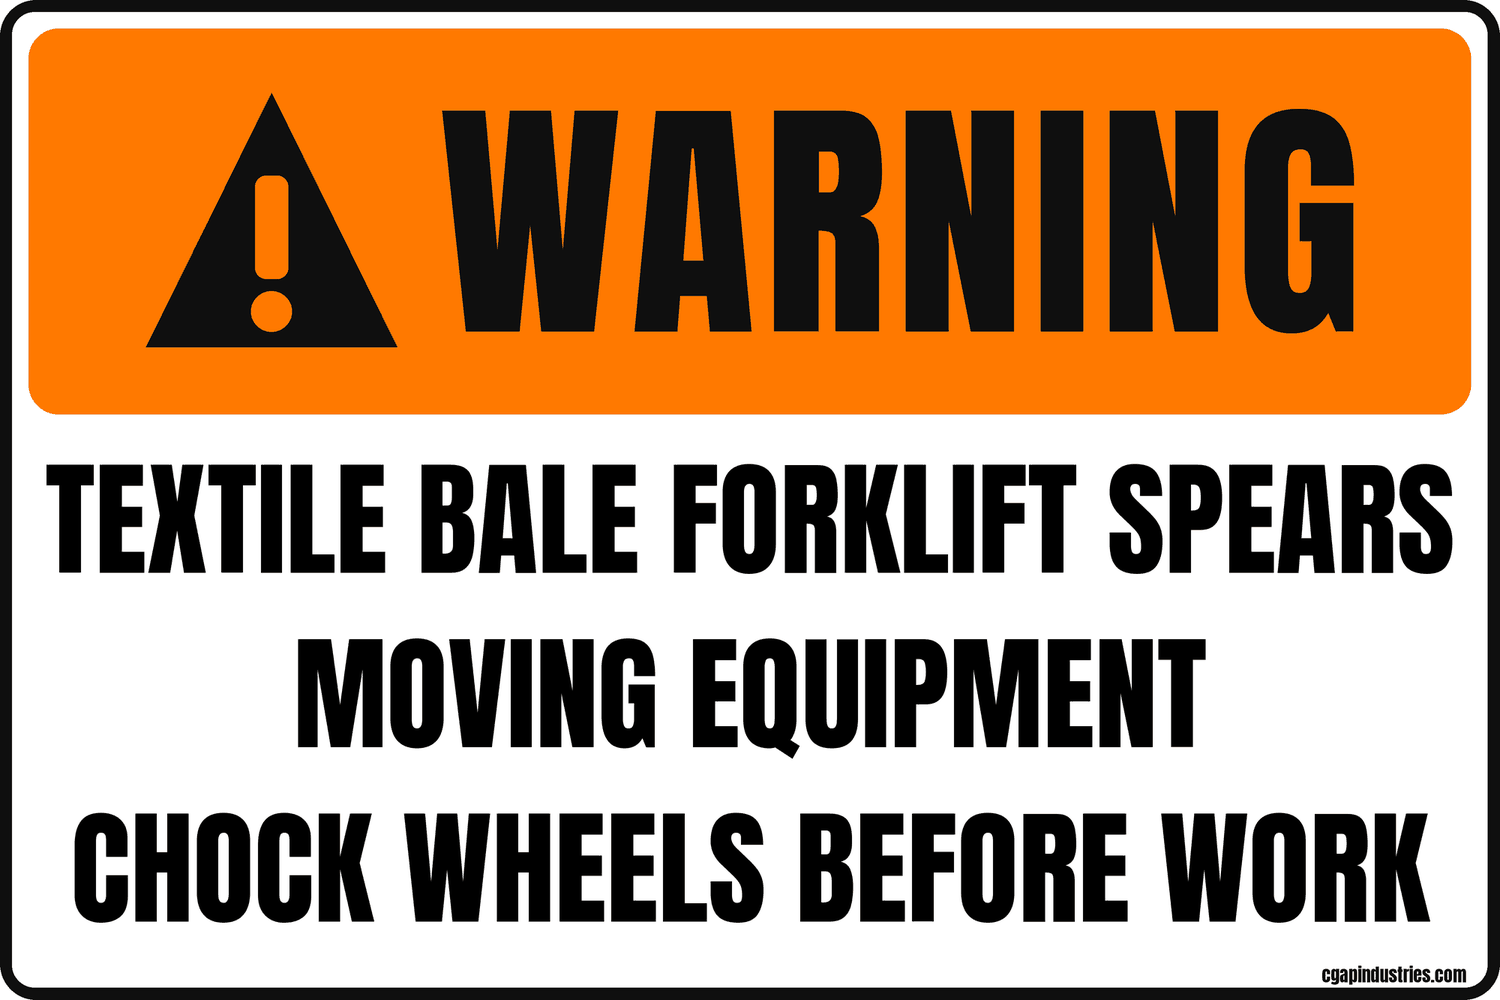 WARNING
TEXTILE BALE FORKLIFT SPEARS
MOVING EQUIPMENT
CHOCK WHEELS BEFORE WORK
cgapindustries.com